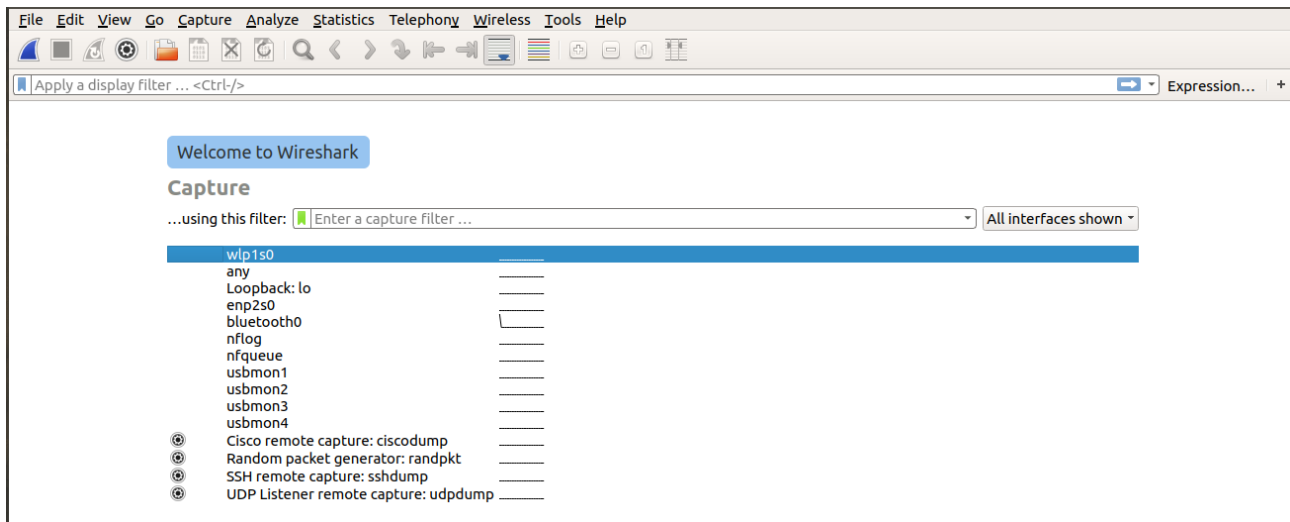 File Edit View Go Capture Analyze Statistics Telephony Wireless Tools Help
Apply a display filter … <Ctrl-/> Expression… +
Welcome to Wireshark
Capture
…using this filter: Enter a capture filter … All interfaces shown
wlp1s0
any
Loopback: lo
enp2s0
bluetooth0
nflog
nfqueue
usbmon1
usbmon2
usbmon3
usbmon4
Cisco remote capture: ciscodump
Random packet generator: randpkt
SSH remote capture: sshdump
UDP Listener remote capture: udpdump